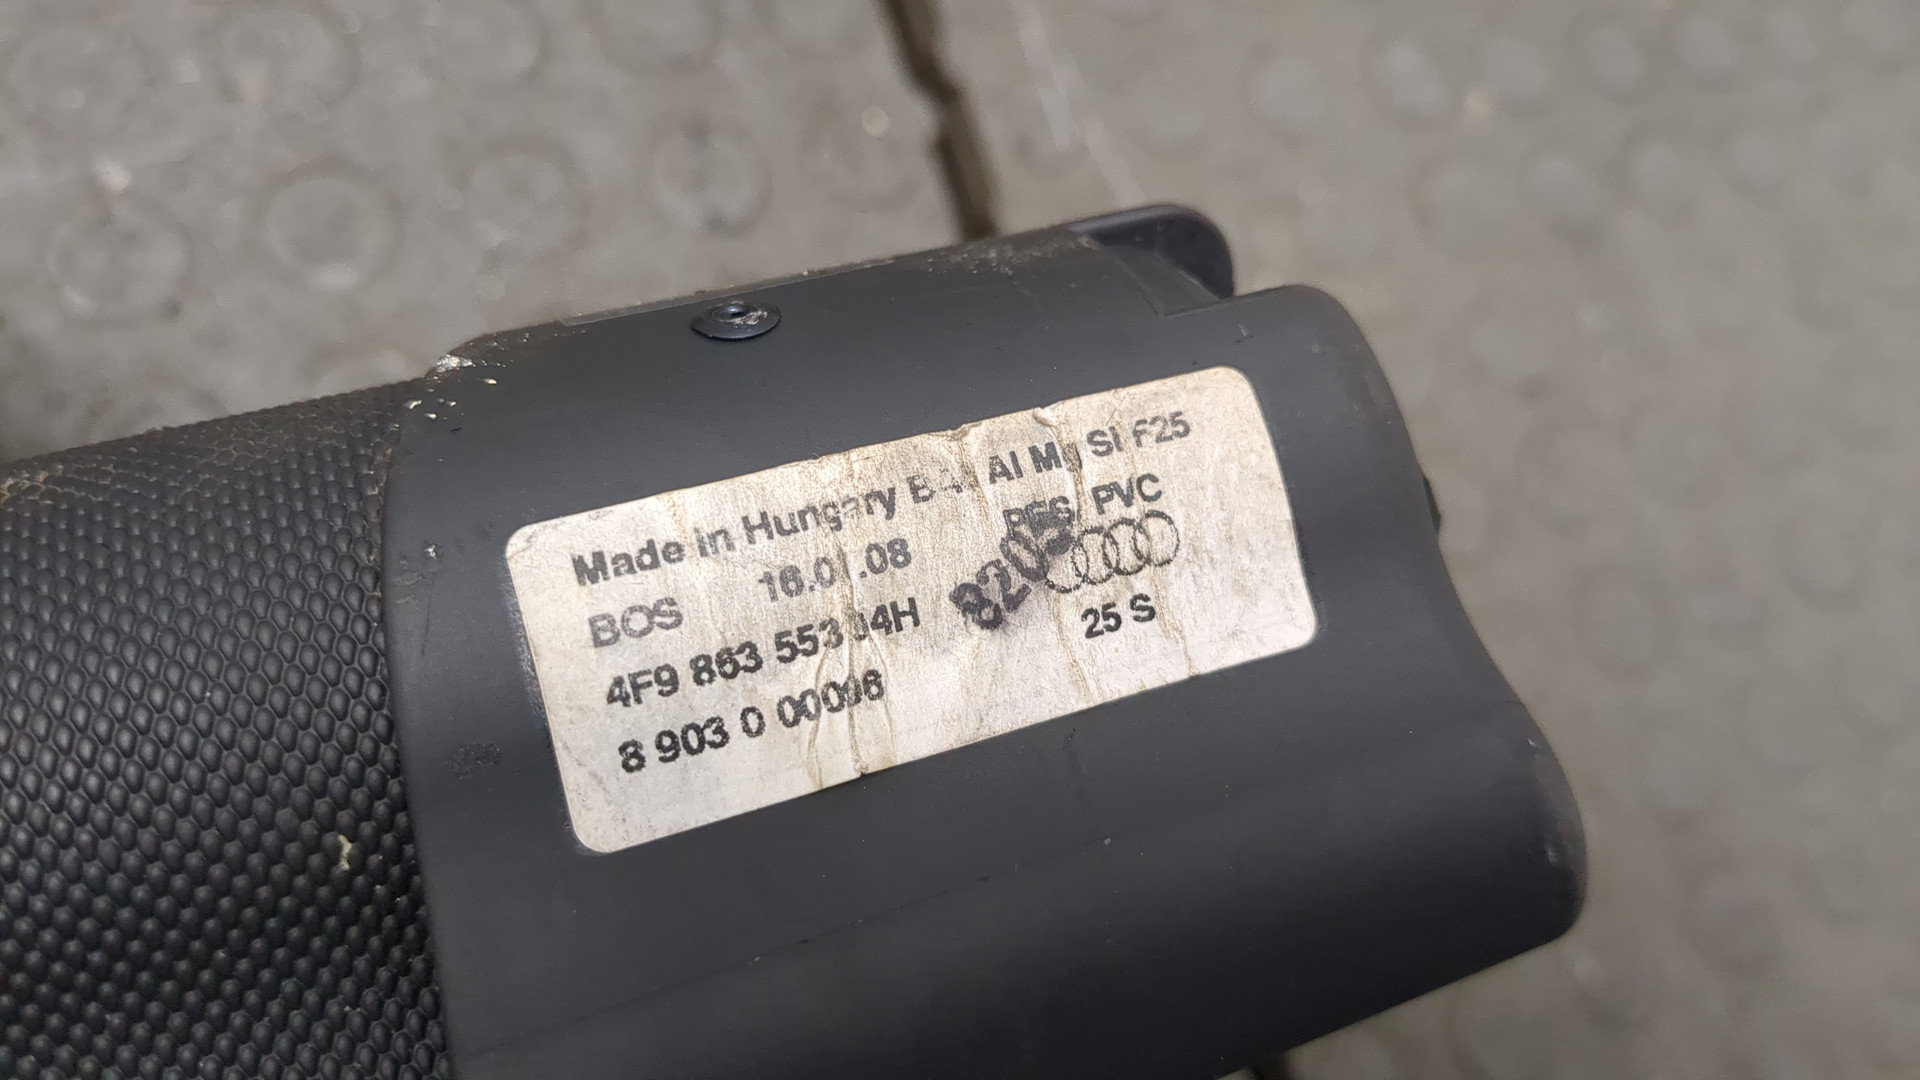 Made in Hungary Al Mg SI F25
PVC
BOS 16.0 .08
4F9 863 553 94H
25 S
8 903 0